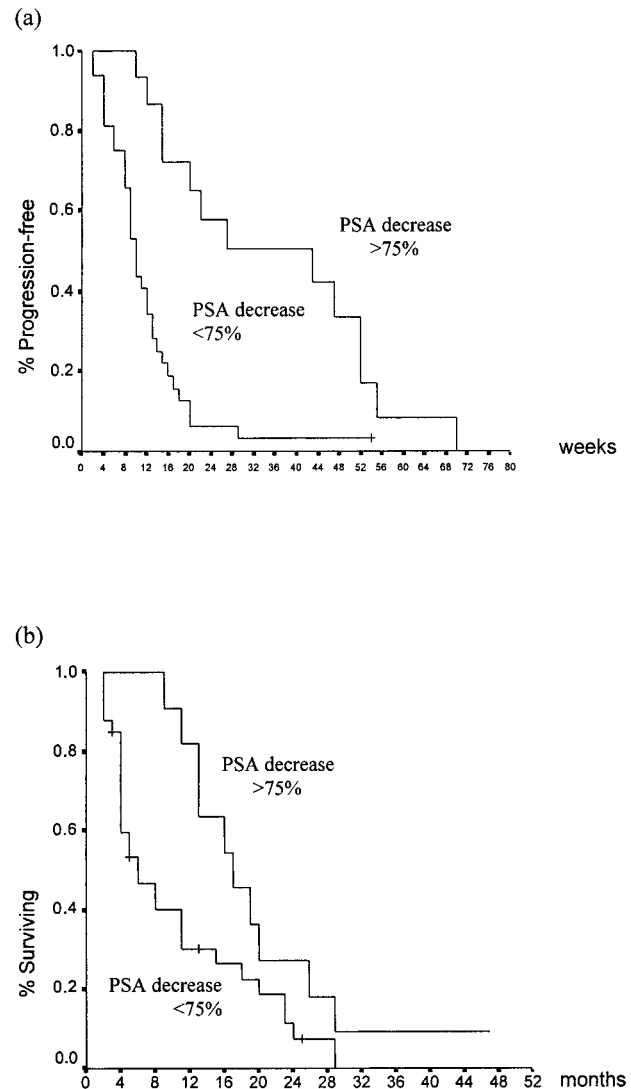 (a)
1.0
0.8
0.6
0.4
0.2
0.0
% Progression-free
PSA decrease
>75%
PSA decrease
<75%
0 4 8 12 16 20 24 28 32 36 40 44 48 52 56 60 64 68 72 76 80
weeks
(b)
1.0
0.8
0.6
0.4
0.2
0.0
% Surviving
PSA decrease
>75%
PSA decrease
<75%
0 4 8 12 16 20 24 28 32 36 40 44 48 52
months